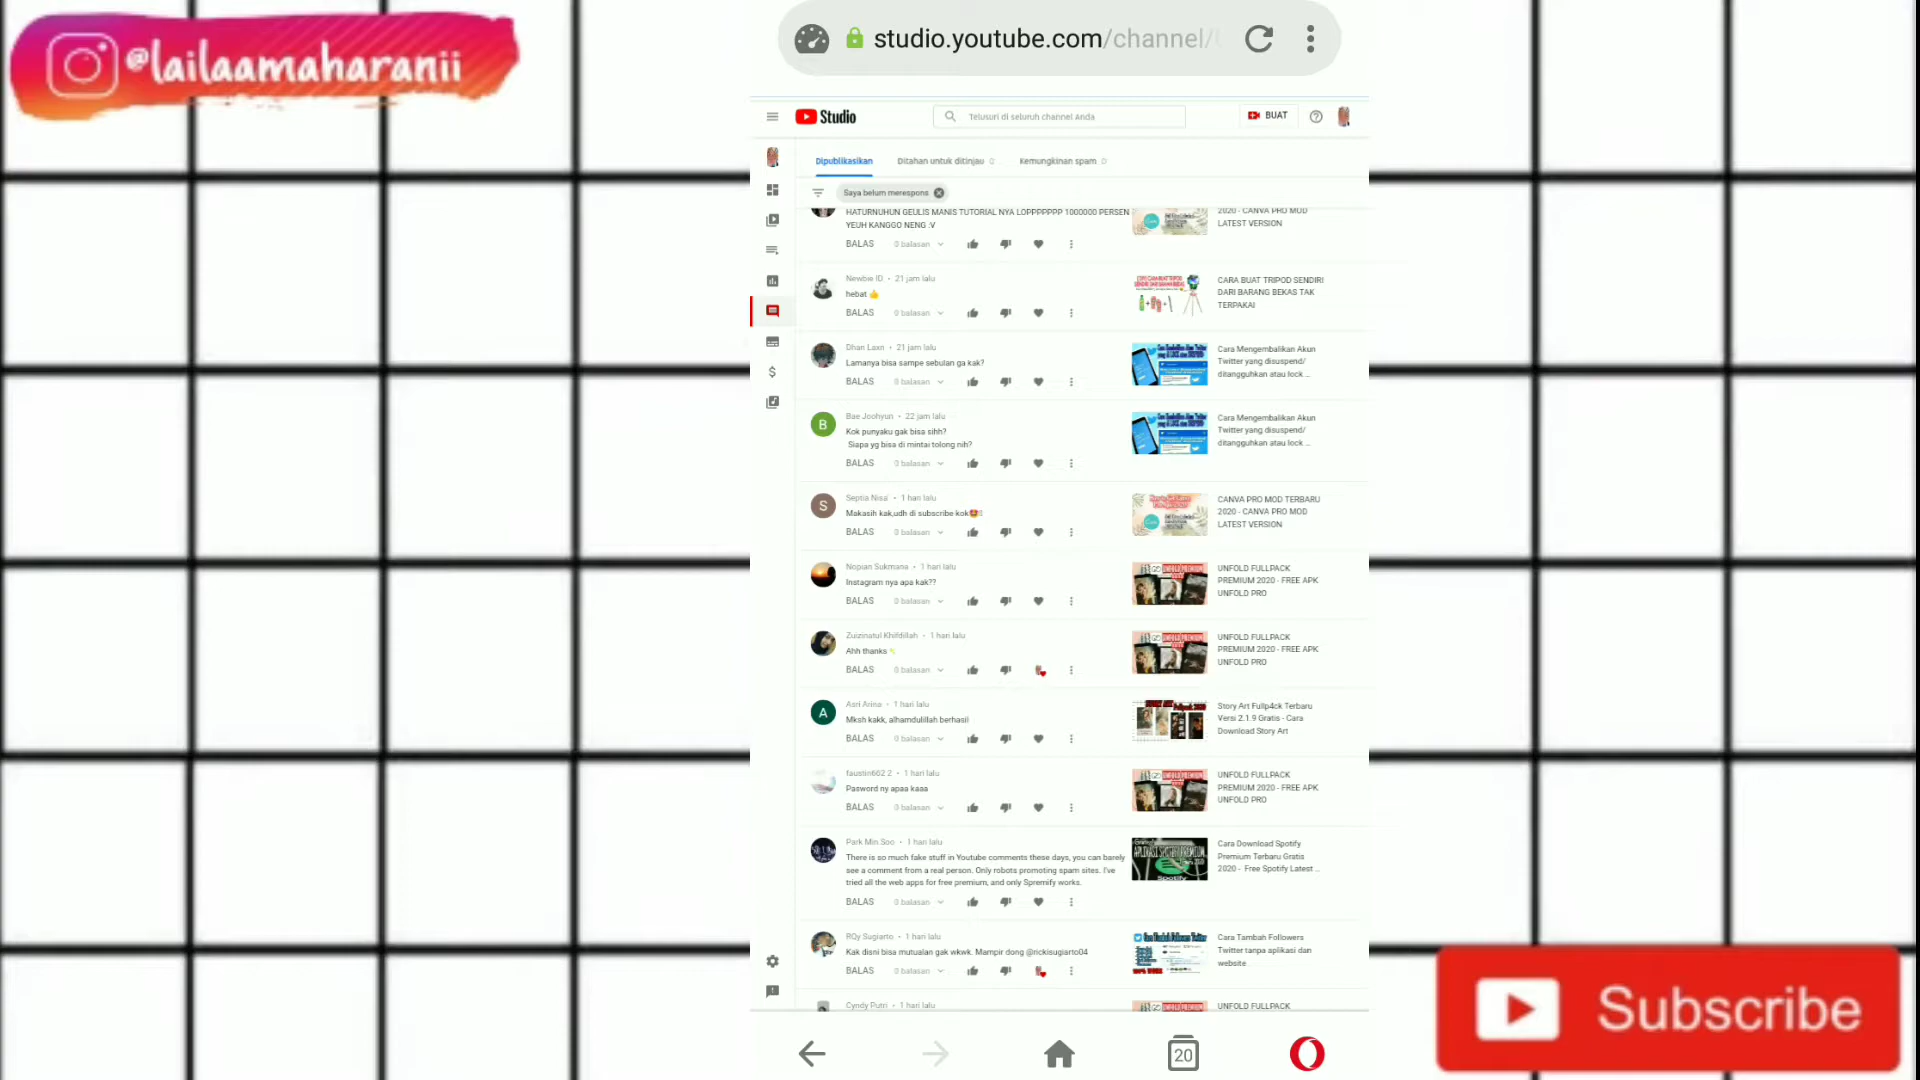 @lailaamaharanii
studio.youtube.com/channel/
Studio
Telusuri di seluruh channel Anda
BUAT
Dipublikasikan
Ditahan untuk ditinjau
Kemungkinan spam
Saya belum merespons
HATURNUHUN GEULIS MANIS TUTORIAL NYA LOPPPPPPP 1000000 PERSEN
YEUH KANGGO NENG :V
2020 - CANVA PRO MOD
LATEST VERSION
BALAS 0 balasan
Newbie ID • 21 jam lalu
hebat 👍
BALAS 0 balasan
CARA BUAT TRIPOD SENDIRI
DARI BARANG BEKAS TAK
TERPAKAI
Dhan Laxn • 21 jam lalu
Lamanya bisa sampe sebulan ga kak?
BALAS 0 balasan
Cara Mengembalikan Akun
Twitter yang disuspend/
ditangguhkan atau lock ...
B
Bae Joohyun • 22 jam lalu
Kok punyaku gak bisa sihh?
Siapa yg bisa di mintai tolong nih?
BALAS 0 balasan
Cara Mengembalikan Akun
Twitter yang disuspend/
ditangguhkan atau lock ...
S
Septia Nisa' • 1 hari lalu
Makasih kak,udh di subscribe kok
BALAS 0 balasan
CANVA PRO MOD TERBARU
2020 - CANVA PRO MOD
LATEST VERSION
Nopian Sukmana • 1 hari lalu
Instagram nya apa kak??
BALAS 0 balasan
UNFOLD FULLPACK
PREMIUM 2020 - FREE APK
UNFOLD PRO
Zuizinatul Khifdillah • 1 hari lalu
Ahh thanks
BALAS 0 balasan
UNFOLD FULLPACK
PREMIUM 2020 - FREE APK
UNFOLD PRO
A
Asri Arina • 1 hari lalu
Mksh kakk, alhamdulillah berhasil
BALAS 0 balasan
Story Art Fullp4ck Terbaru
Versi 2.1.9 Gratis - Cara
Download Story Art
faustin662 2 • 1 hari lalu
Pasword ny apaa kaaa
BALAS 0 balasan
UNFOLD FULLPACK
PREMIUM 2020 - FREE APK
UNFOLD PRO
Park Min Soo • 1 hari lalu
There is so much fake stuff in Youtube comments these days, you can barely
see a comment from a real person. Only robots promoting spam sites. I've
tried all the web apps for free premium, and only Spremify works.
BALAS 0 balasan
APLIKASI SPOTIFY PREMIUM
Spotify
Cara Download Spotify
Premium Terbaru Gratis
2020 - Free Spotify Latest ...
RQy Sugiarto • 1 hari lalu
Kak disni bisa mutualan gak wkwk. Mampir dong @rickisugiarto04
BALAS 0 balasan
Cara Tambah Followers
Twitter tanpa aplikasi dan
website
Cyndy Putri • 1 hari lalu
UNFOLD FULLPACK
20
Subscribe